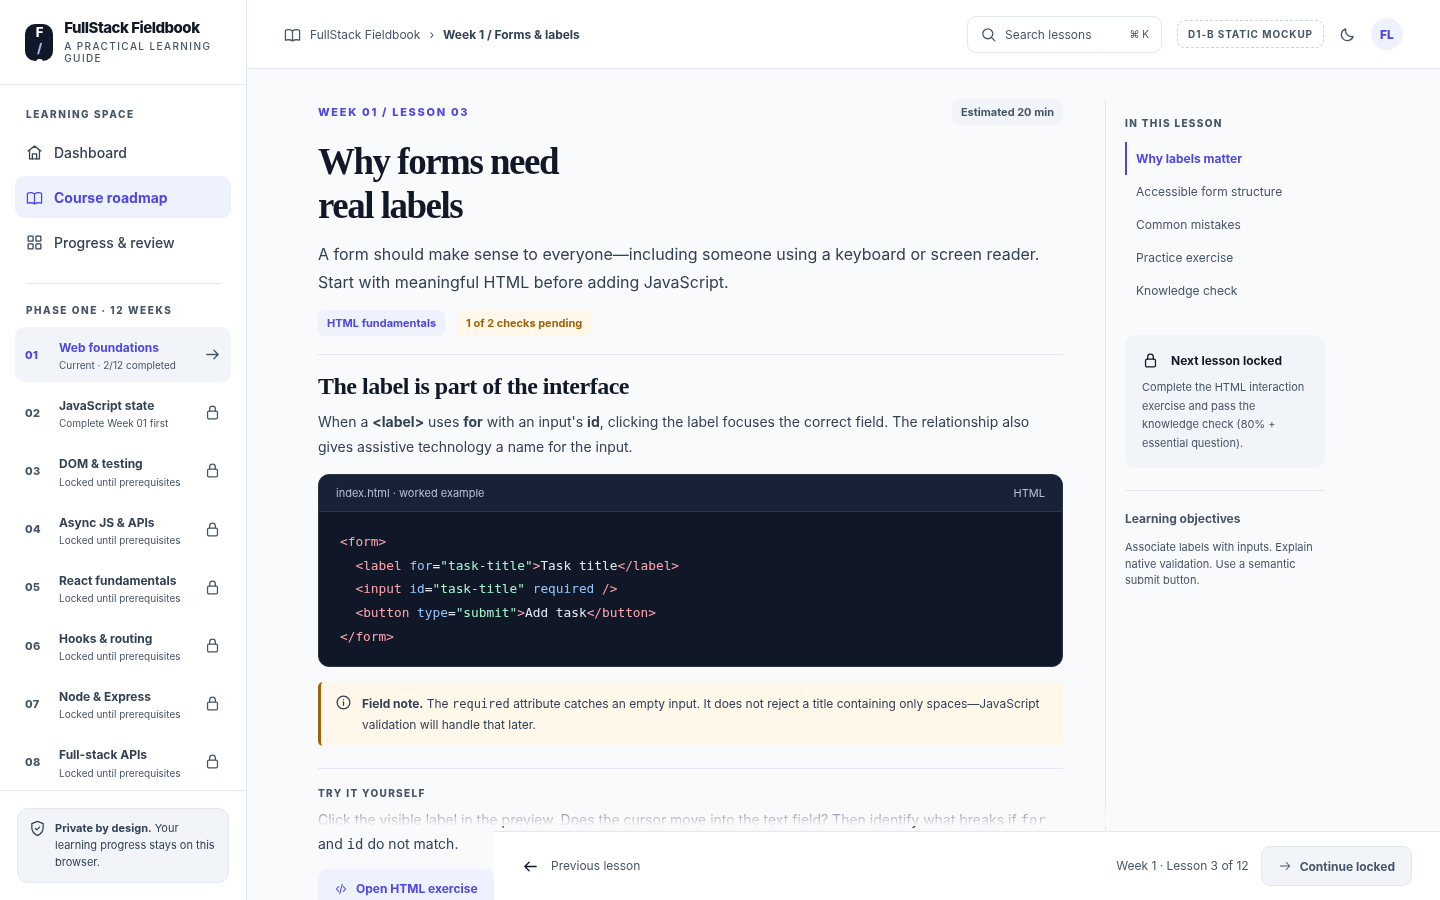 F
/
FullStack Fieldbook
A PRACTICAL LEARNING
GUIDE
LEARNING SPACE
Dashboard
Course roadmap
Progress & review
PHASE ONE · 12 WEEKS
01
Web foundations
Current · 2/12 completed
02
JavaScript state
Complete Week 01 first
03
DOM & testing
Locked until prerequisites
04
Async JS & APIs
Locked until prerequisites
05
React fundamentals
Locked until prerequisites
06
Hooks & routing
Locked until prerequisites
07
Node & Express
Locked until prerequisites
08
Full-stack APIs
Locked until prerequisites
Private by design. Your
learning progress stays on this
browser.
FullStack Fieldbook › Week 1 / Forms & labels
Search lessons ⌘ K
D1-B STATIC MOCKUP
FL
WEEK 01 / LESSON 03
Estimated 20 min
Why forms need
real labels
A form should make sense to everyone—including someone using a keyboard or screen reader.
Start with meaningful HTML before adding JavaScript.
HTML fundamentals
1 of 2 checks pending
The label is part of the interface
When a <label> uses for with an input's id, clicking the label focuses the correct field. The relationship also
gives assistive technology a name for the input.
index.html · worked example
HTML
<form>
<label for="task-title">Task title</label>
<input id="task-title" required />
<button type="submit">Add task</button>
</form>
Field note. The required attribute catches an empty input. It does not reject a title containing only spaces—JavaScript
validation will handle that later.
TRY IT YOURSELF
Click the visible label in the preview. Does the cursor move into the text field? Then identify what breaks if for
and id do not match.
Open HTML exercise
IN THIS LESSON
Why labels matter
Accessible form structure
Common mistakes
Practice exercise
Knowledge check
Next lesson locked
Complete the HTML interaction
exercise and pass the
knowledge check (80% +
essential question).
Learning objectives
Associate labels with inputs. Explain
native validation. Use a semantic
submit button.
Previous lesson
Week 1 · Lesson 3 of 12
Continue locked